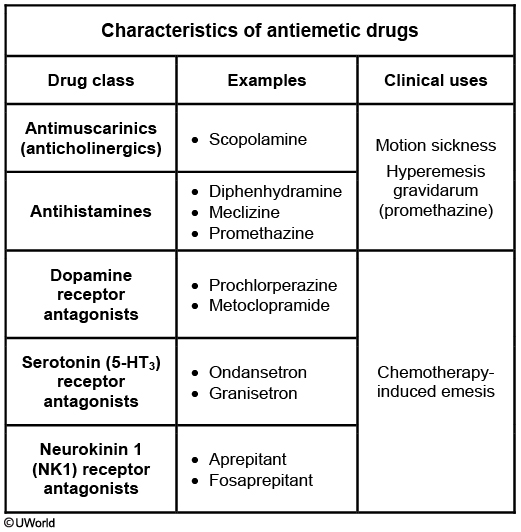 Characteristics of antiemetic drugs
Drug class
Examples
Clinical uses
Antimuscarinics
(anticholinergics)
• Scopolamine
Motion sickness
Hyperemesis
gravidarum
(promethazine)
Antihistamines
• Diphenhydramine
• Meclizine
• Promethazine
Dopamine
receptor
antagonists
• Prochlorperazine
• Metoclopramide
Chemotherapy-
induced emesis
Serotonin (5-HT₃)
receptor
antagonists
• Ondansetron
• Granisetron
Neurokinin 1
(NK1) receptor
antagonists
• Aprepitant
• Fosaprepitant
©UWorld